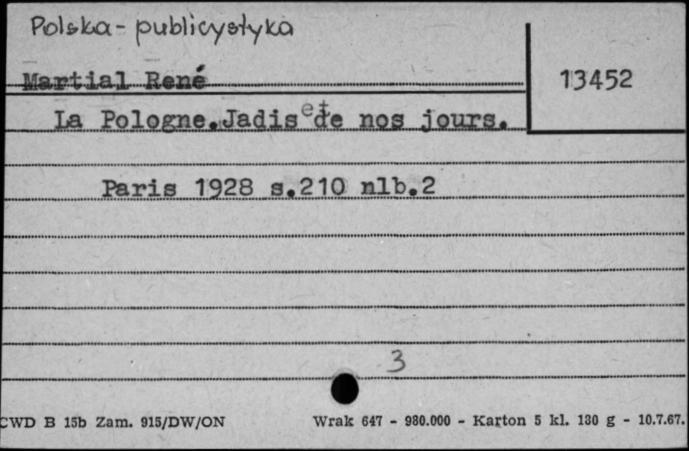 Polska - publicystyka
Martial René
13452
La Pologne.Jadis et de nos jours.
Paris 1928 s.210 nlb.2
3
CWD B 15b Zam. 915/DW/ON Wrak 647 - 980.000 - Karton 5 kl. 130 g - 10.7.67.